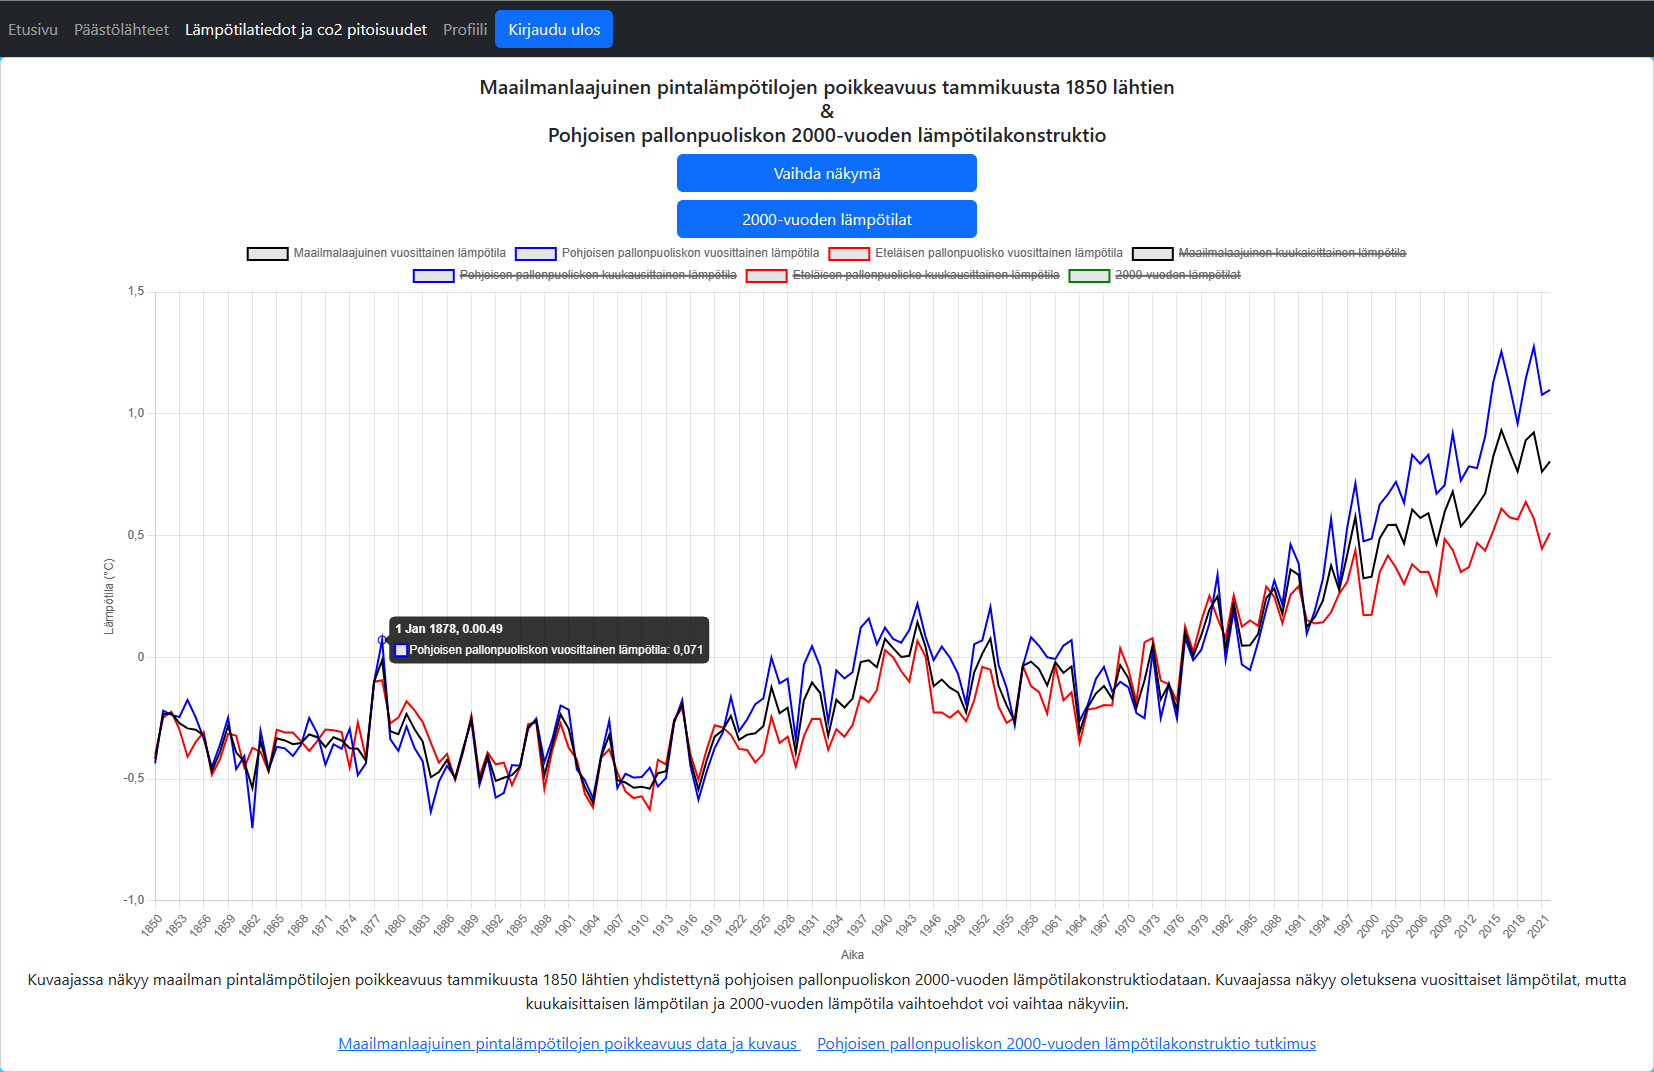 Etusivu Päästölähteet Lämpötilatiedot ja co2 pitoisuudet Profiili Kirjaudu ulos
Maailmanlaajuinen pintalämpötilojen poikkeavuus tammikuusta 1850 lähtien
&
Pohjoisen pallonpuoliskon 2000-vuoden lämpötilakonstruktio
Vaihda näkymä
2000-vuoden lämpötilat
Maailmalaajuinen vuosittainen lämpötila Pohjoisen pallonpuoliskon vuosittainen lämpötila Eteläisen pallonpuolisko vuosittainen lämpötila Maailmalaajuinen kuukaisittainen lämpötila
Pohjoisen pallonpuoliskon kuukausittainen lämpötila Eteläisen pallonpuolisko kuukausittainen lämpötila 2000-vuoden lämpötilat
1,5
1,0
0,5
0
-0,5
-1,0
Lämpötila (°C)
1 Jan 1878, 0.00.49
Pohjoisen pallonpuoliskon vuosittainen lämpötila: 0,071
1850 1853 1856 1859 1862 1865 1868 1871 1874 1877 1880 1883 1886 1889 1892 1895 1898 1901 1904 1907 1910 1913 1916 1919 1922 1925 1928 1931 1934 1937 1940 1943 1946 1949 1952 1955 1958 1961 1964 1967 1970 1973 1976 1979 1982 1985 1988 1991 1994 1997 2000 2003 2006 2009 2012 2015 2018 2021
Aika
Kuvaajassa näkyy maailman pintalämpötilojen poikkeavuus tammikuusta 1850 lähtien yhdistettynä pohjoisen pallonpuoliskon 2000-vuoden lämpötilakonstruktiodataan. Kuvaajassa näkyy oletuksena vuosittaiset lämpötilat, mutta
kuukaisittaisen lämpötilan ja 2000-vuoden lämpötila vaihtoehdot voi vaihtaa näkyviin.
Maailmanlaajuinen pintalämpötilojen poikkeavuus data ja kuvaus Pohjoisen pallonpuoliskon 2000-vuoden lämpötilakonstruktio tutkimus